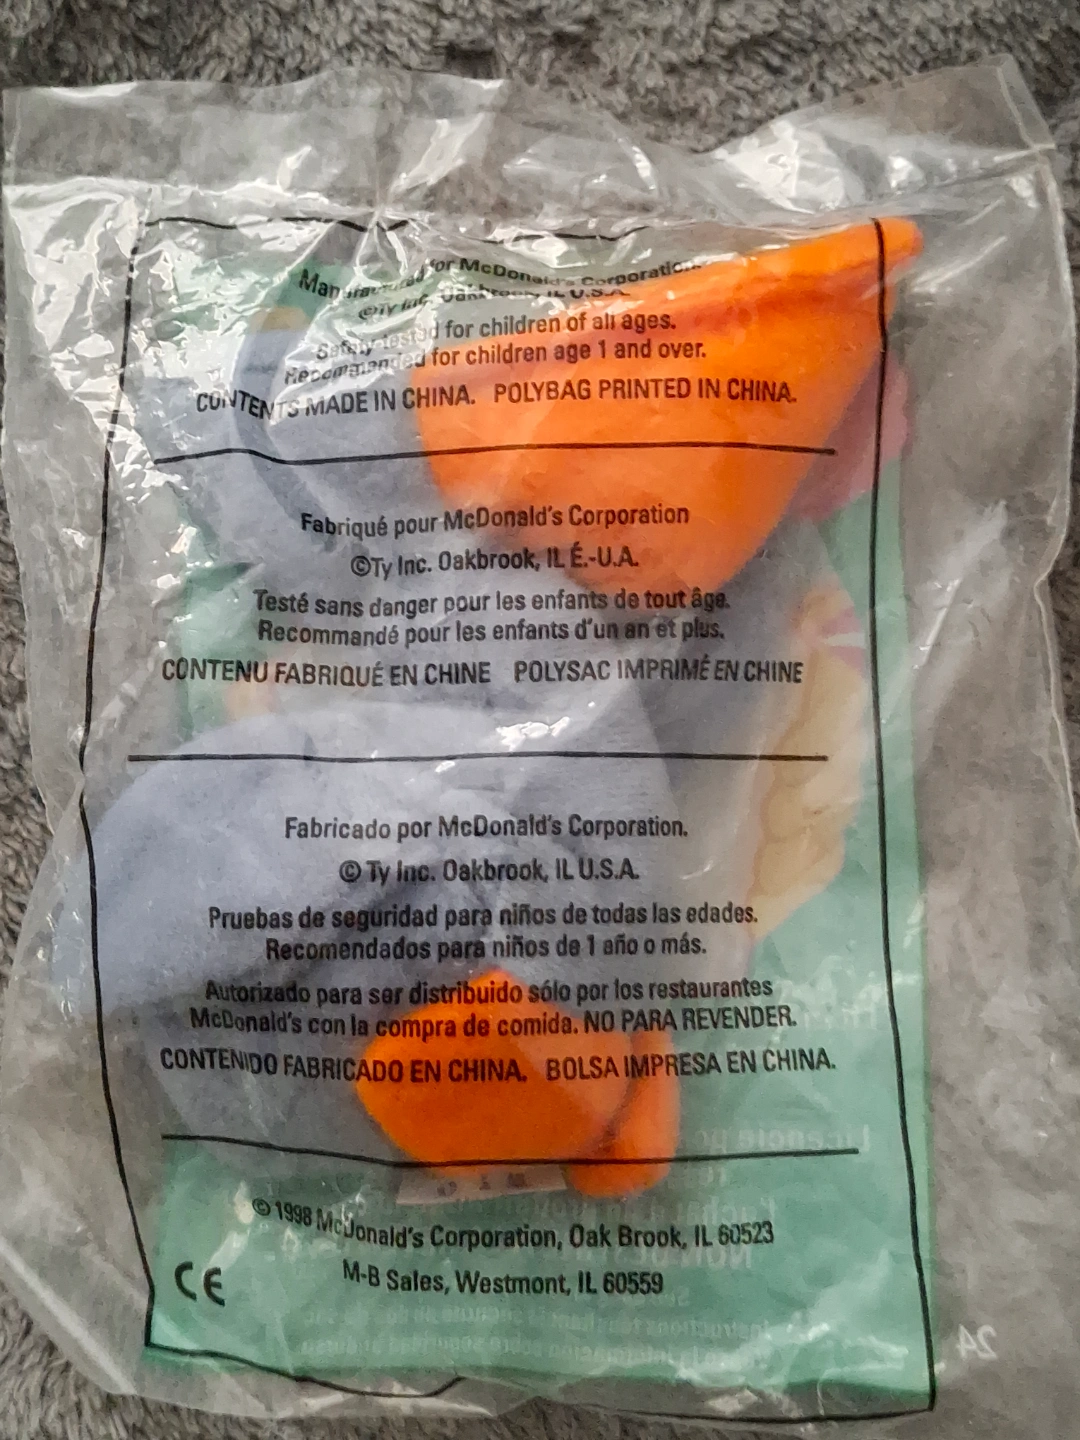 Manufactured for McDonald's Corporation.
©Ty Inc. Oakbrook, IL U.S.A.
Safety tested for children of all ages.
Recommended for children age 1 and over.
CONTENTS MADE IN CHINA. POLYBAG PRINTED IN CHINA.
Fabriqué pour McDonald's Corporation
©Ty Inc. Oakbrook, IL É.-U.A.
Testé sans danger pour les enfants de tout âge.
Recommandé pour les enfants d'un an et plus.
CONTENU FABRIQUÉ EN CHINE POLYSAC IMPRIMÉ EN CHINE
Fabricado por McDonald's Corporation.
© Ty Inc. Oakbrook, IL U.S.A.
Pruebas de seguridad para niños de todas las edades.
Recomendados para niños de 1 año o más.
Autorizado para ser distribuido sólo por los restaurantes
McDonald's con la compra de comida. NO PARA REVENDER.
CONTENIDO FABRICADO EN CHINA. BOLSA IMPRESA EN CHINA.
© 1998 McDonald's Corporation, Oak Brook, IL 60523
CE M-B Sales, Westmont, IL 60559
24